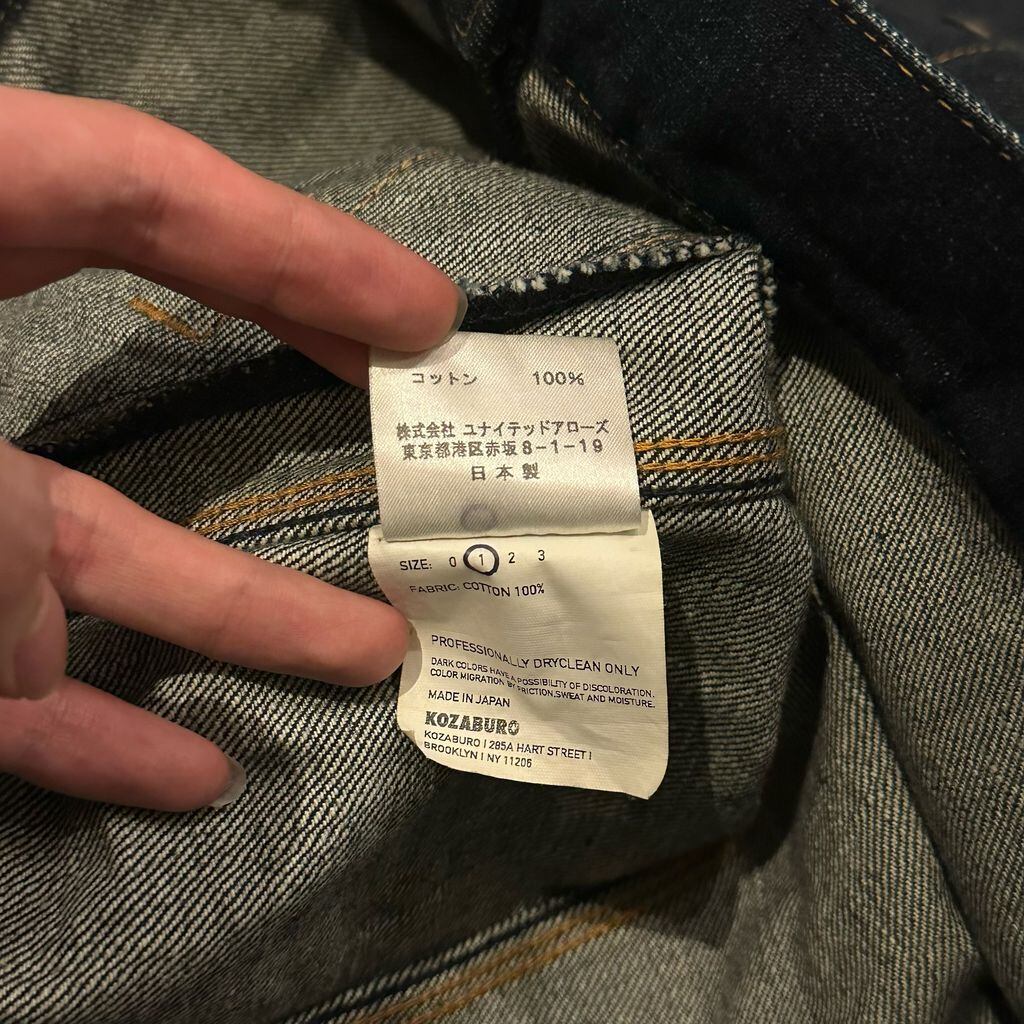 コットン 100%
株式会社 ユナイテッドアローズ
東京都港区赤坂8-1-19
日本製
SIZE: 0 1 2 3
FABRIC: COTTON 100%
PROFESSIONALLY DRYCLEAN ONLY
DARK COLORS HAVE A POSSIBILITY OF DISCOLORATION.
COLOR MIGRATION BY FRICTION,SWEAT AND MOISTURE.
MADE IN JAPAN
KOZABURO
KOZABURO | 285A HART STREET |
BROOKLYN | NY 11206